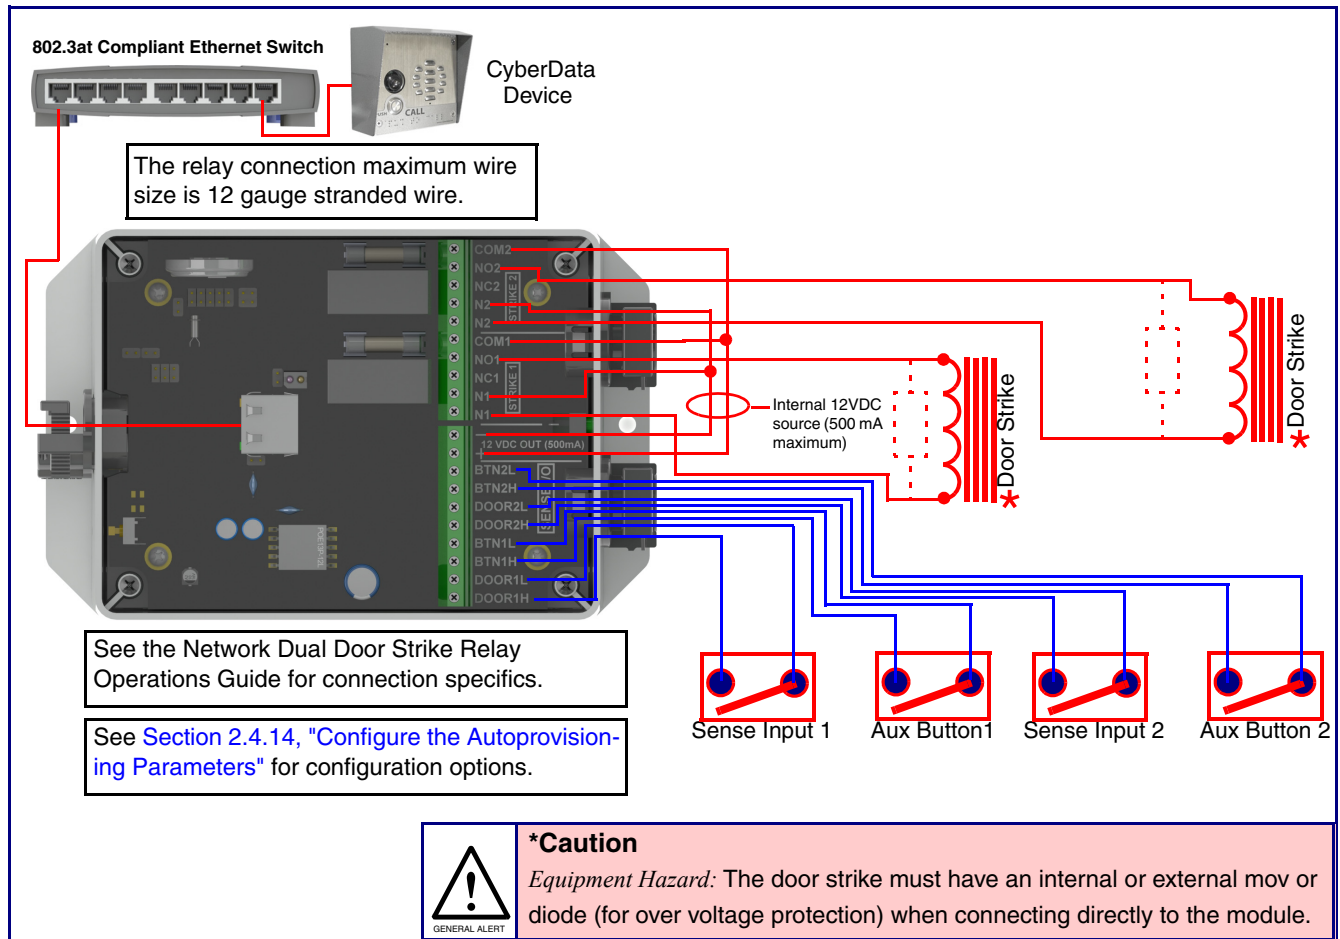 802.3at Compliant Ethernet Switch
CALL
CyberData
Device
The relay connection maximum wire
size is 12 gauge stranded wire.
COM2
NO2
NC2
N2
N2
STRIKE 2
COM1
NO1
NC1
N1
N1
STRIKE 1
-
12 VDC OUT (500mA)
+
BTN2L
BTN2H
DOOR2L
DOOR2H
BTN1L
BTN1H
DOOR1L
DOOR1H
Internal 12VDC
source (500 mA
maximum)
*Door Strike
*Door Strike
Sense Input 1
Aux Button1
Sense Input 2
Aux Button 2
See the Network Dual Door Strike Relay
Operations Guide for connection specifics.
See Section 2.4.14, "Configure the Autoprovision-
ing Parameters" for configuration options.
GENERAL ALERT
*Caution
Equipment Hazard: The door strike must have an internal or external mov or
diode (for over voltage protection) when connecting directly to the module.